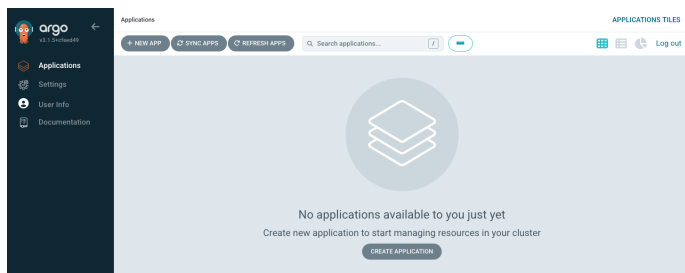 argo
v3.1.5+cfeed49
Applications
Settings
User Info
Documentation
Applications
APPLICATIONS TILES
+ NEW APP
SYNC APPS
REFRESH APPS
Search applications...
/
Log out
No applications available to you just yet
Create new application to start managing resources in your cluster
CREATE APPLICATION